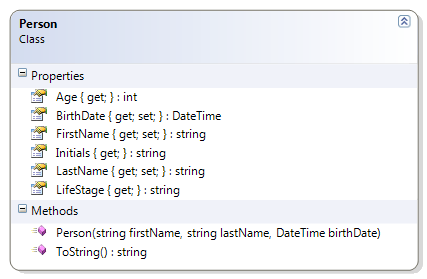 Person
Class
Properties
Age { get; } : int
BirthDate { get; set; } : DateTime
FirstName { get; set; } : string
Initials { get; } : string
LastName { get; set; } : string
LifeStage { get; } : string
Methods
Person(string firstName, string lastName, DateTime birthDate)
ToString() : string